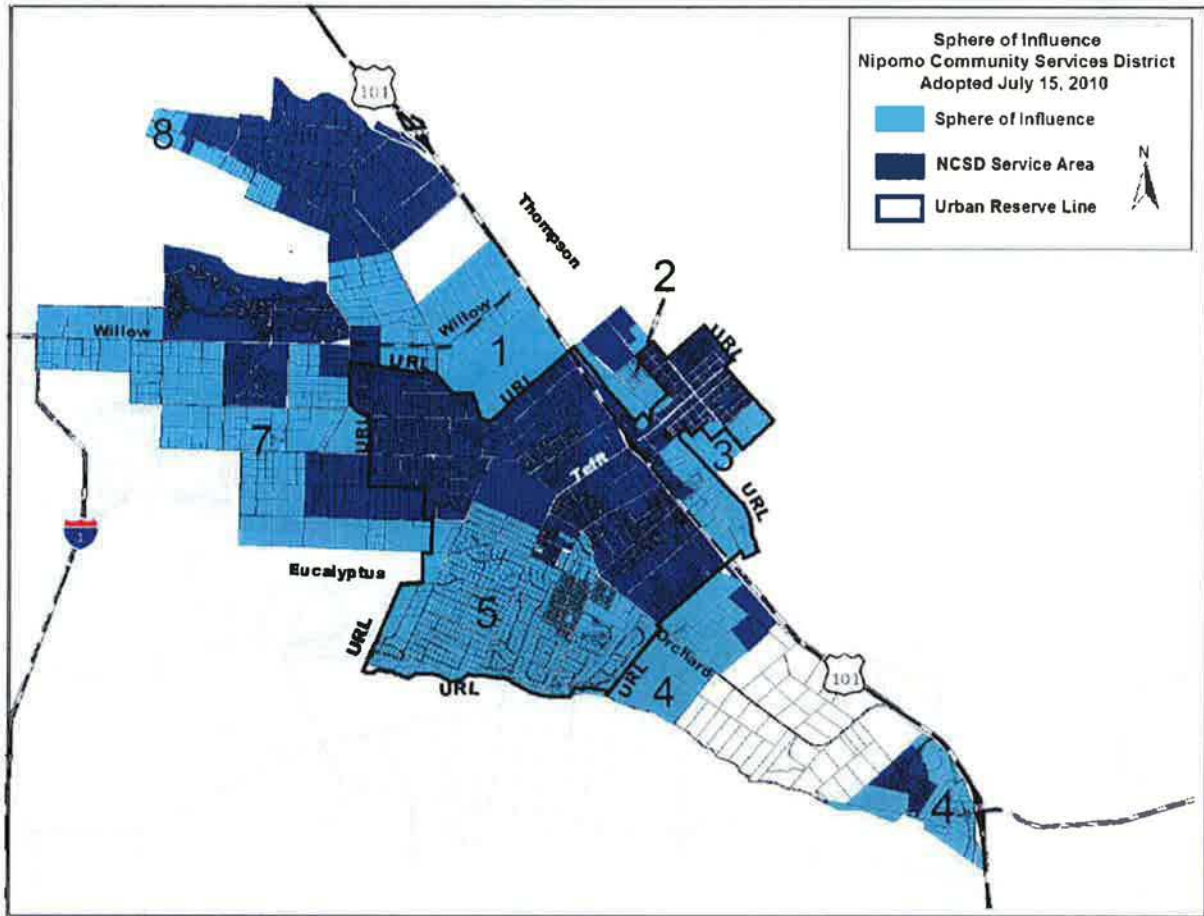 Sphere of Influence
Nipomo Community Services District
Adopted July 15, 2010
Sphere of Influence
NCSD Service Area
Urban Reserve Line
N
101
8
Thompson
2
Willow
Willow
1
URL
URL
URL
URL
7
3
Tefft
URL
1
Eucalyptus
5
URL
Orchard
URL
URL
4
101
4